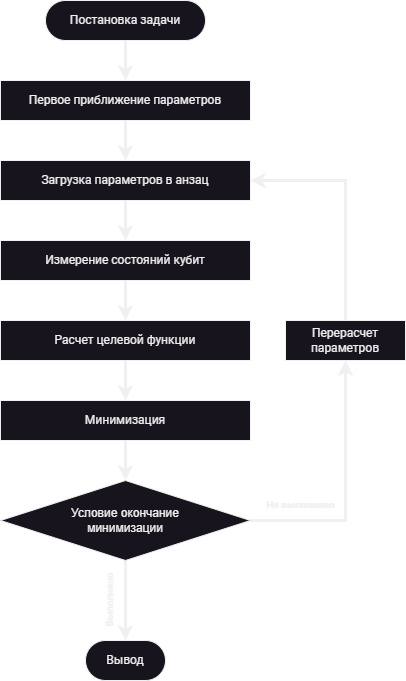 Постановка задачи
Первое приближение параметров
Загрузка параметров в анзац
Измерение состояний кубит
Расчет целевой функции
Перерасчет
параметров
Минимизация
Условие окончание
минимизации
Не выполнено
Выполнено
Вывод